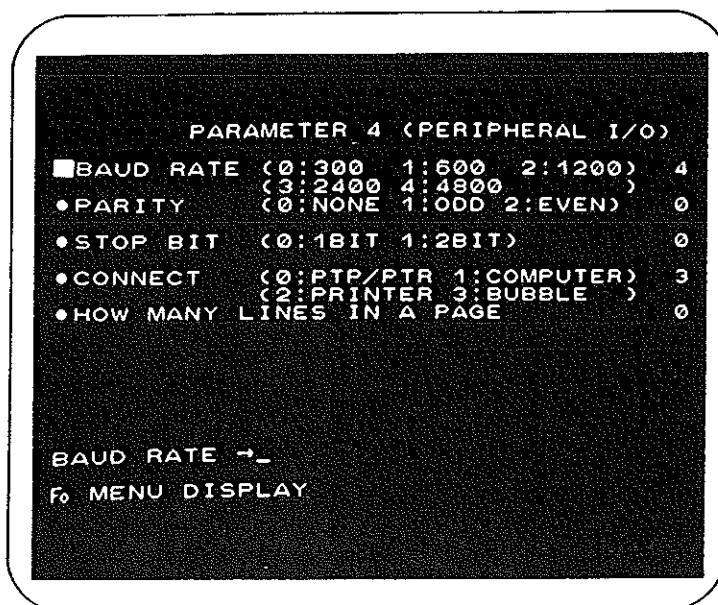 PARAMETER 4 (PERIPHERAL I/O)
BAUD RATE (0:300 1:600 2:1200) 4
(3:2400 4:4800 )
•PARITY (0:NONE 1:ODD 2:EVEN) 0
•STOP BIT (0:1BIT 1:2BIT) 0
•CONNECT (0:PTP/PTR 1:COMPUTER) 3
(2:PRINTER 3:BUBBLE )
•HOW MANY LINES IN A PAGE 0
BAUD RATE →_
Fo MENU DISPLAY